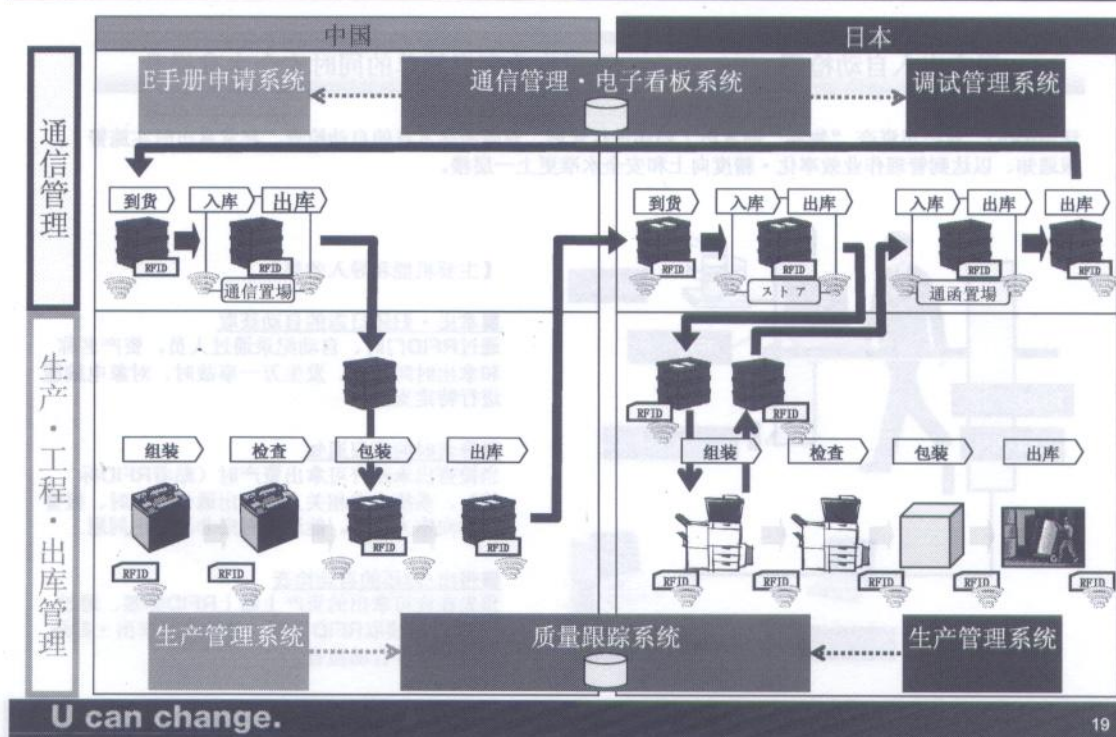 中国
日本
E手册申请系统
通信管理・电子看板系统
调试管理系统
通信管理
到货
入库
出库
RFID
RFID
通信置場
到货
入库
出库
RFID
RFID
ストア
入库
出库
出库
RFID
RFID
通函置場
生产・工程・出库管理
组装
检查
包装
出库
RFID
RFID
RFID
RFID
RFID
RFID
组装
检查
包装
出库
RFID
RFID
RFID
RFID
RFID
生产管理系统
质量跟踪系统
生产管理系统
U can change.
19